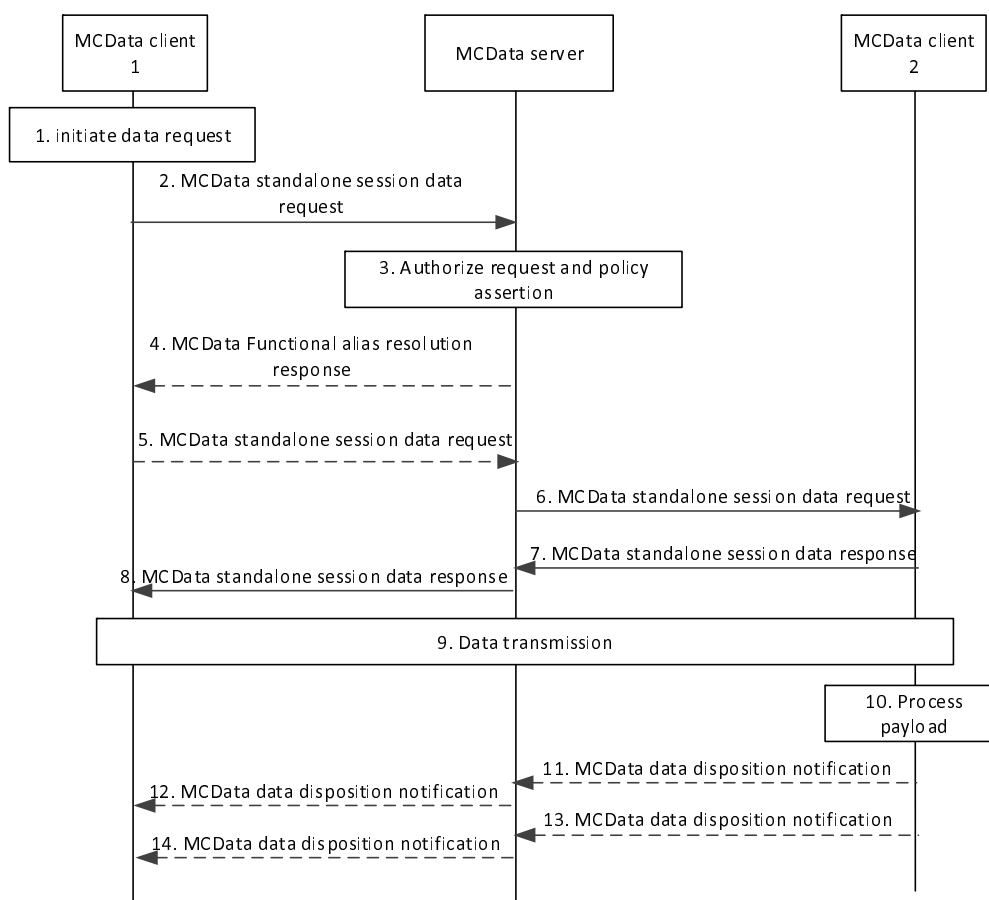 MCData client
1
MCData server
MCData client
2
1. initiate data request
2. MCData standalone session data
request
3. Authorize request and policy
assertion
4. MCData Functional alias resolution
response
5. MCData standalone session data request
6. MCData standalone session data request
7. MCData standalone session data response
8. MCData standalone session data response
9. Data transmission
10. Process
payload
11. MCData data disposition notification
12. MCData data disposition notification
13. MCData data disposition notification
14. MCData data disposition notification